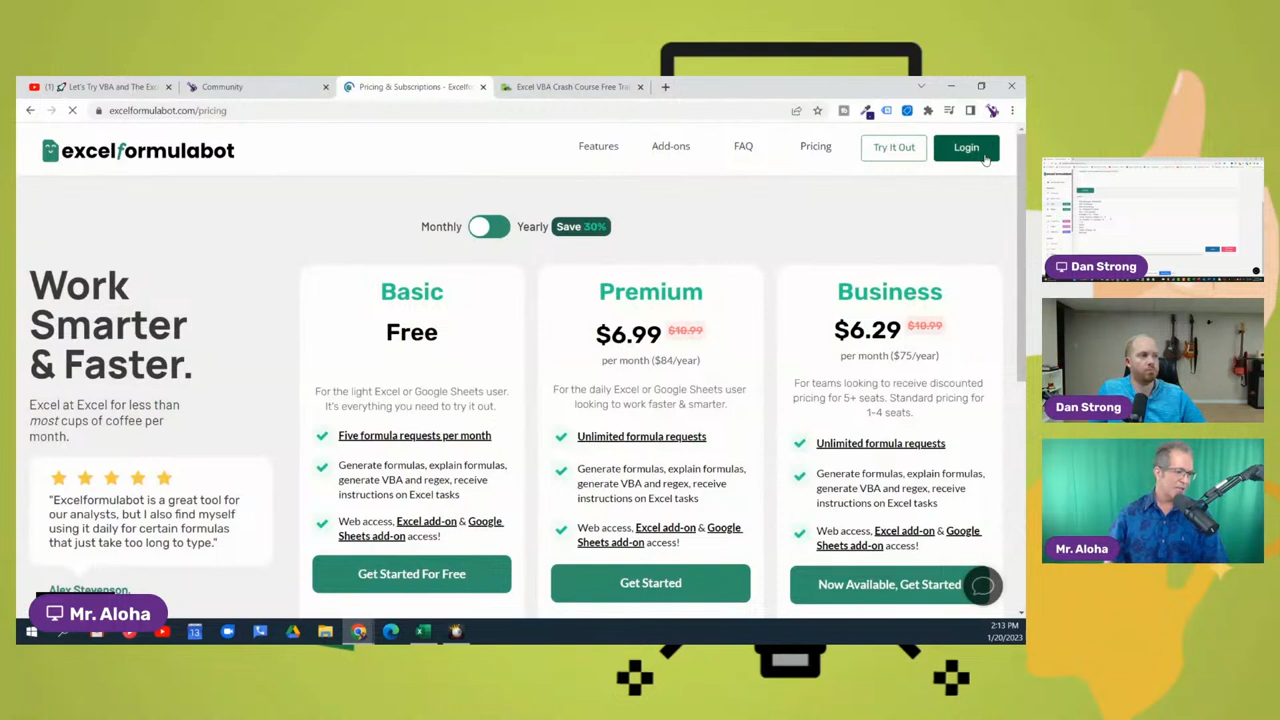 (1) 🚀 Let's Try VBA and The Exc
Community
Pricing & Subscriptions - Excelfo
Excel VBA Crash Course Free Trai
excelformulabot.com/pricing
excelformulabot
Features
Add-ons
FAQ
Pricing
Try It Out
Login
Monthly
Yearly
Save 30%
Work
Smarter
& Faster.
Excel at Excel for less than
most cups of coffee per
month.
"Excelformulabot is a great tool for
our analysts, but I also find myself
using it daily for certain formulas
that just take too long to type."
Alex Stevenson,
Basic
Free
For the light Excel or Google Sheets user.
It's everything you need to try it out.
Five formula requests per month
Generate formulas, explain formulas,
generate VBA and regex, receive
instructions on Excel tasks
Web access, Excel add-on & Google
Sheets add-on access!
Get Started For Free
Premium
$6.99 $10.99
per month ($84/year)
For the daily Excel or Google Sheets user
looking to work faster & smarter.
Unlimited formula requests
Generate formulas, explain formulas,
generate VBA and regex, receive
instructions on Excel tasks
Web access, Excel add-on & Google
Sheets add-on access!
Get Started
Business
$6.29 $10.99
per month ($75/year)
For teams looking to receive discounted
pricing for 5+ seats. Standard pricing for
1-4 seats.
Unlimited formula requests
Generate formulas, explain formulas,
generate VBA and regex, receive
instructions on Excel tasks
Web access, Excel add-on & Google
Sheets add-on access!
Now Available, Get Started
Mr. Aloha
13
2:13 PM
1/20/2023
excelformulabot
Dan Strong
Dan Strong
Mr. Aloha